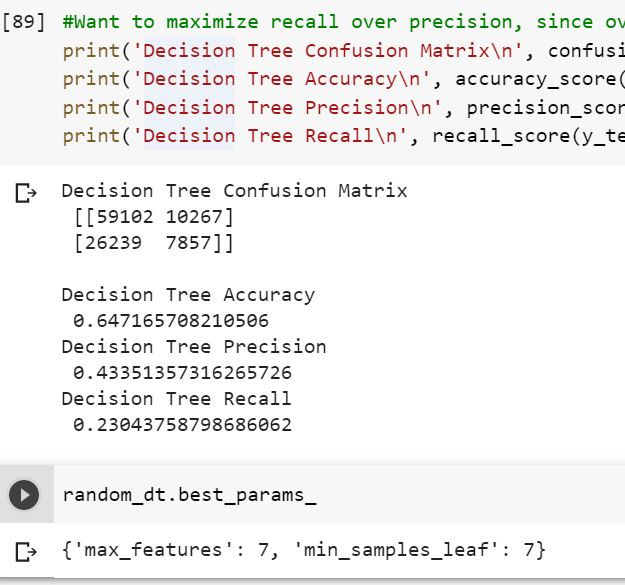 [89] #Want to maximize recall over precision, since ov
print('Decision Tree Confusion Matrix\n', confusi
print('Decision Tree Accuracy\n', accuracy_score(
print('Decision Tree Precision\n', precision_scor
print('Decision Tree Recall\n', recall_score(y_te
Decision Tree Confusion Matrix
[[59102 10267]
[26239 7857]]
Decision Tree Accuracy
0.647165708210506
Decision Tree Precision
0.43351357316265726
Decision Tree Recall
0.23043758798686062
random_dt.best_params_
{'max_features': 7, 'min_samples_leaf': 7}